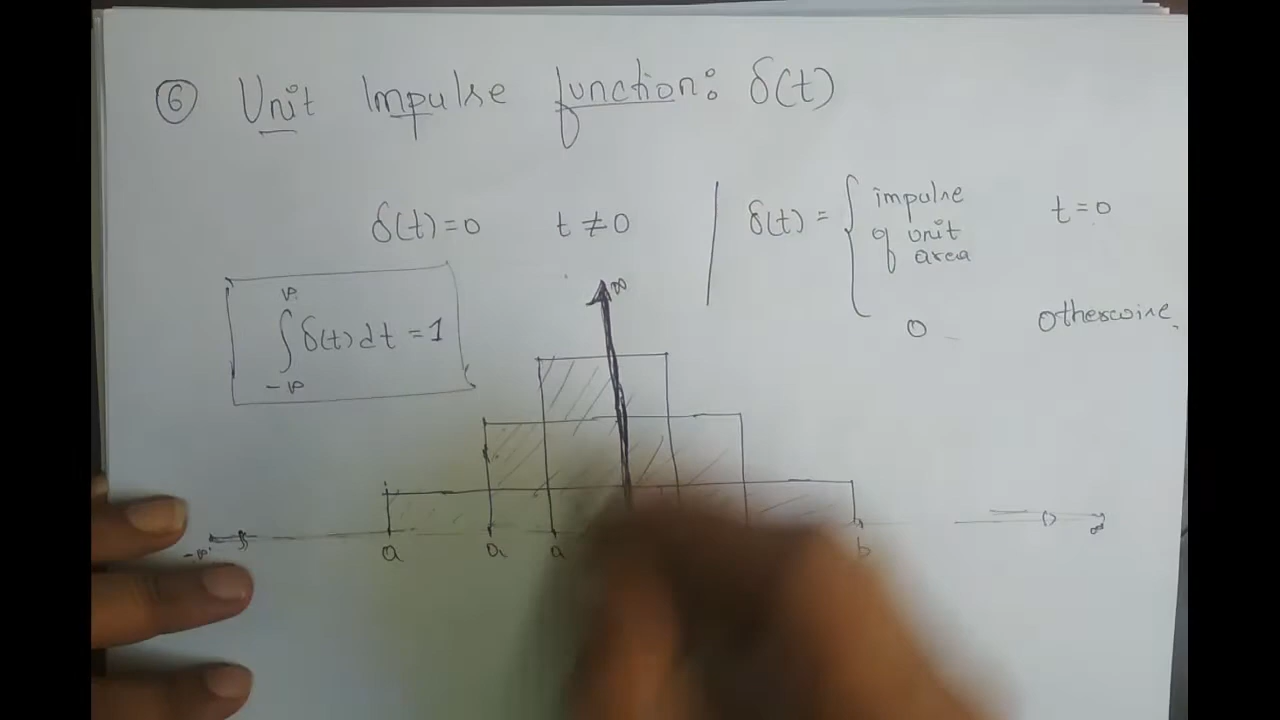 6 Unit Impulse function: δ(t)
δ(t) = 0 t ≠ 0
δ(t) = { impulse of unit area t = 0
0 otherwise.
∞
∫ δ(t) dt = 1
-∞
∞
-∞ a a a b ∞